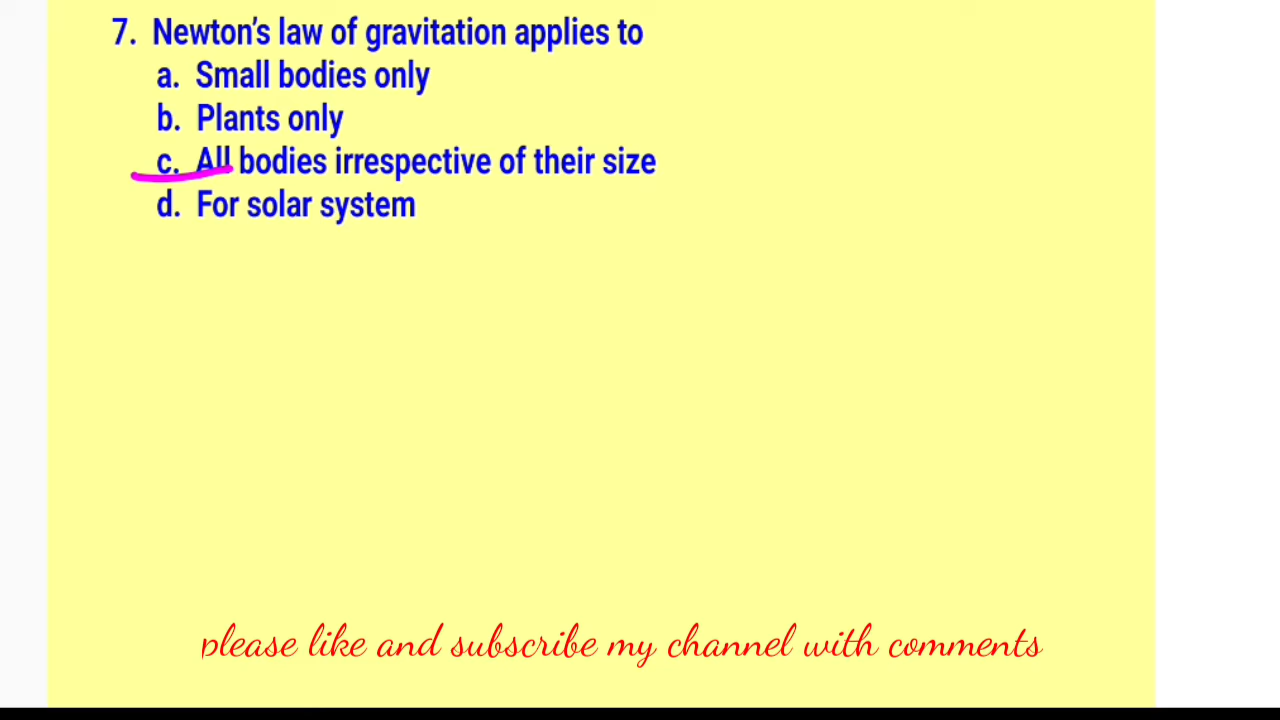 7. Newton's law of gravitation applies to
a. Small bodies only
b. Plants only
c. All bodies irrespective of their size
d. For solar system
please like and subscribe my channel with comments